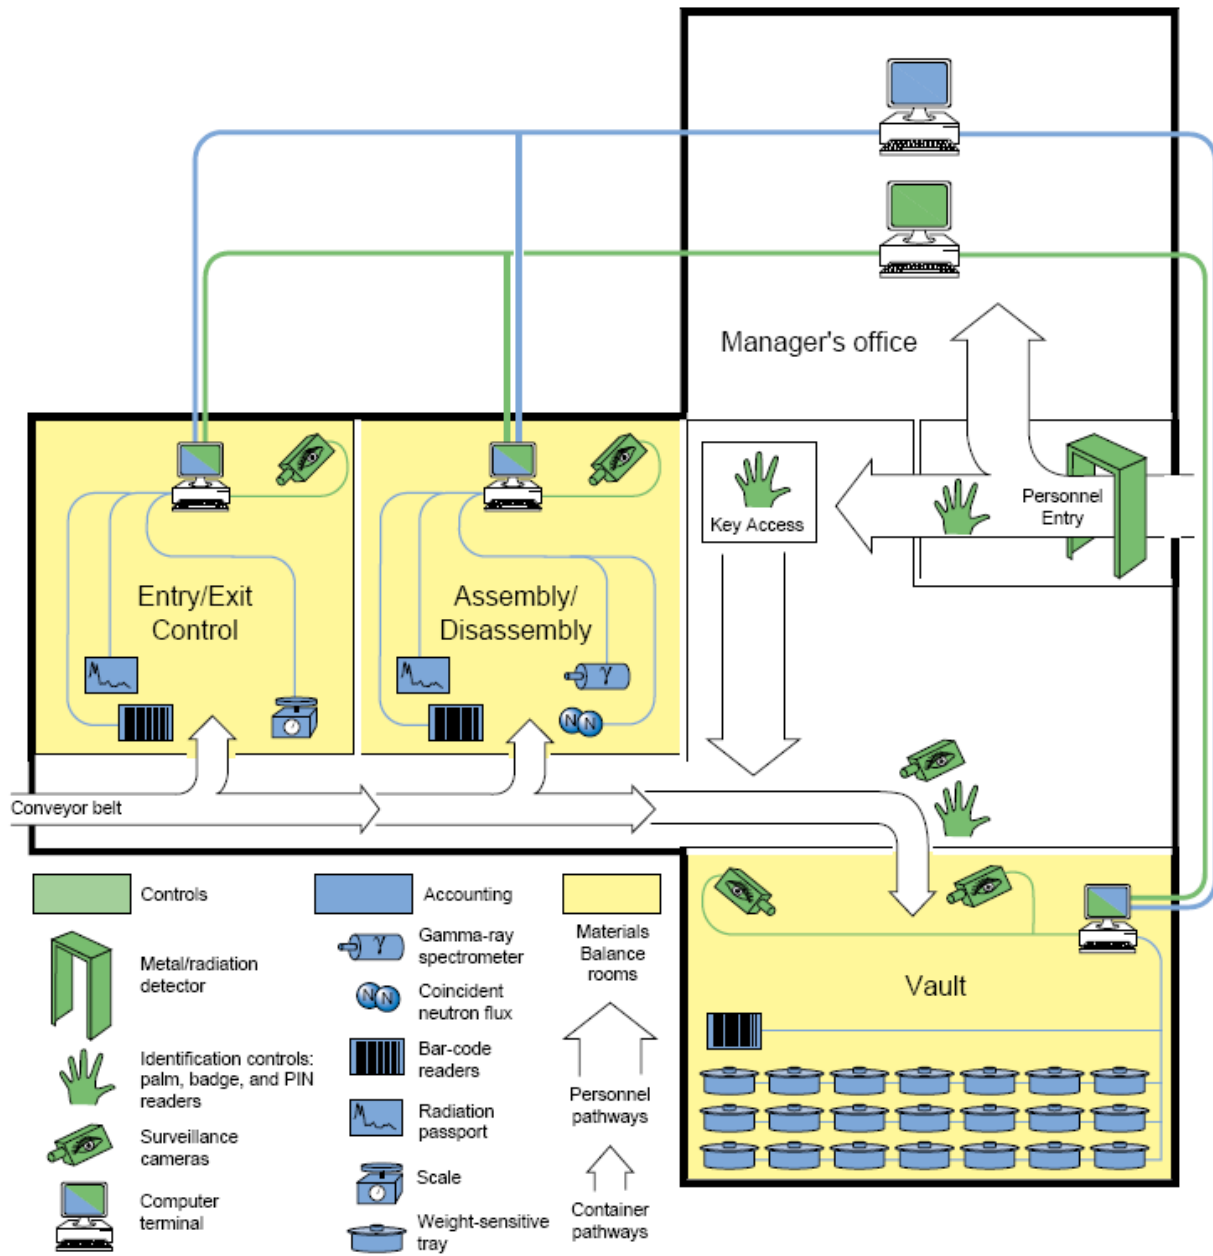 Manager's office
Key Access
Personnel
Entry
Entry/Exit
Control
Assembly/
Disassembly
γ
N N
Conveyor belt
Vault
Controls
Metal/radiation
detector
Identification controls:
palm, badge, and PIN
readers
Surveillance
cameras
Computer
terminal
Accounting
γ
Gamma-ray
spectrometer
N N
Coincident
neutron flux
Bar-code
readers
Radiation
passport
Scale
Weight-sensitive
tray
Materials
Balance
rooms
Personnel
pathways
Container
pathways